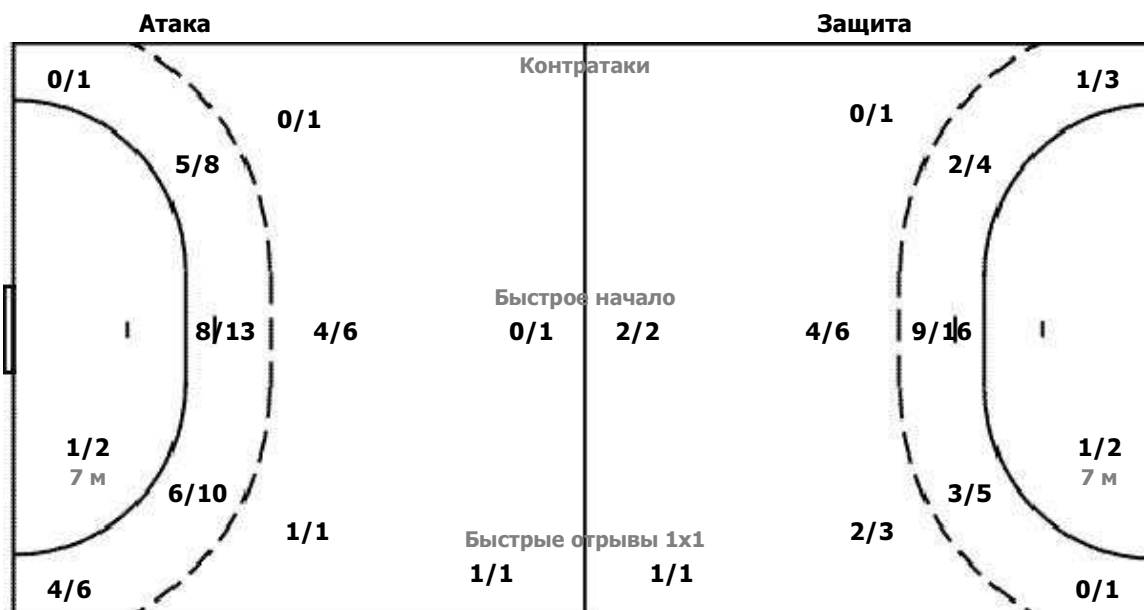 Атака Защита
Контратаки
0/1 1/3
0/1 0/1
5/8 2/4
Быстрое начало
8/13 4/6 0/1 2/2 4/6 9/16
1/2 1/2
7 м 7 м
6/10 3/5
1/1 2/3
Быстрые отрывы 1x1
1/1 1/1
4/6 0/1